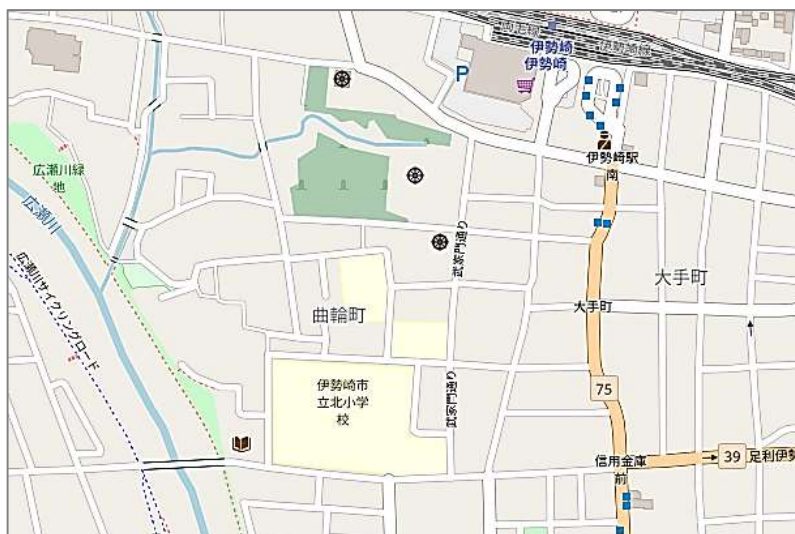 伊勢崎線
伊勢崎
伊勢崎
P
伊勢崎駅
南
広瀬川緑
地
広瀬川
広瀬川サイクリングロード
武家門通り
大手町
大手町
曲輪町
伊勢崎市
立北小学
校
武家門通り
75
信用金庫
前
39
足利伊勢